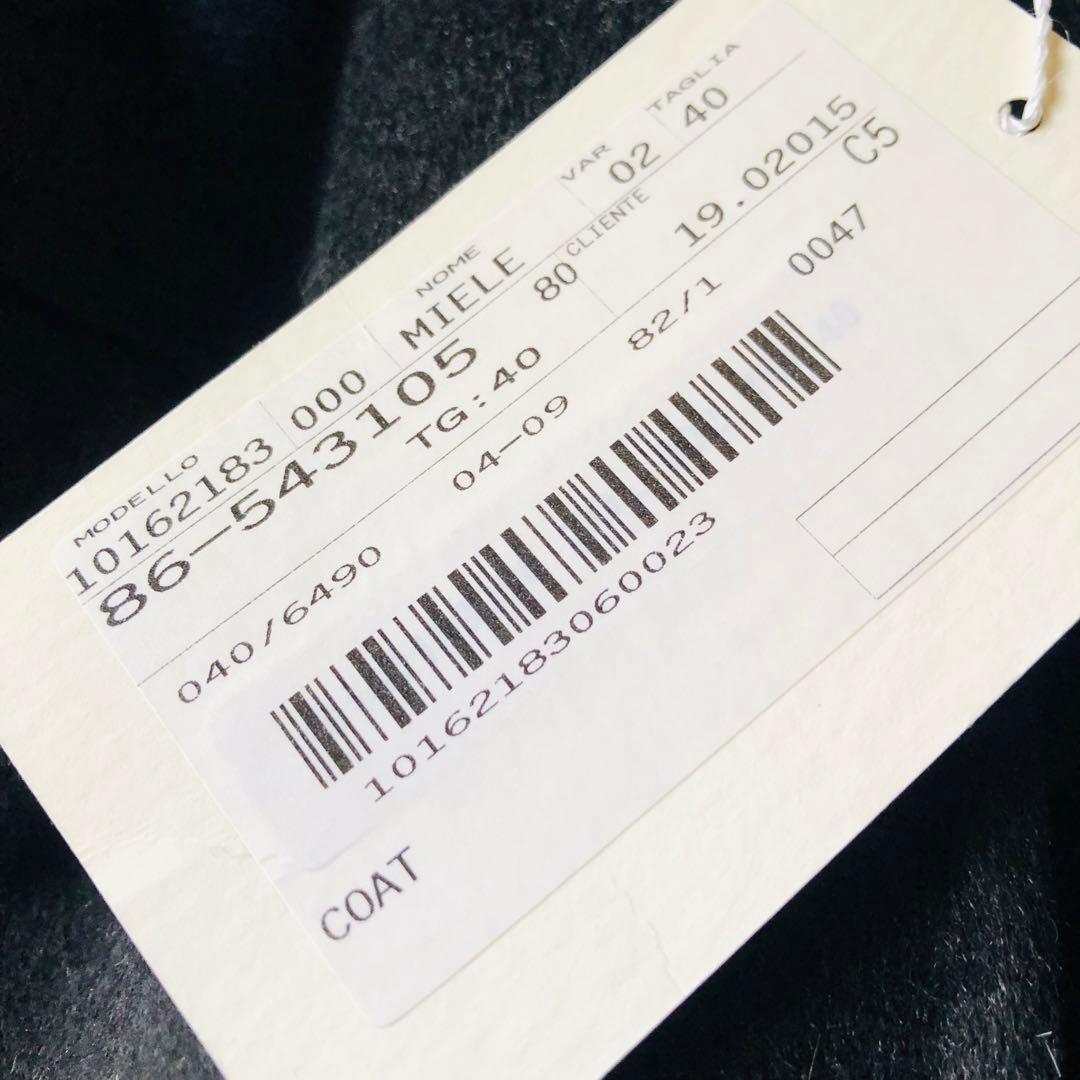 MODELLO NOME VAR TAGLIA
10162183 000 MIELE 02 40
86-543105 80 CLIENTE 19.02015
TG:40 C5
040/6490 04-09 82/1 0047
40
10162183060023
COAT